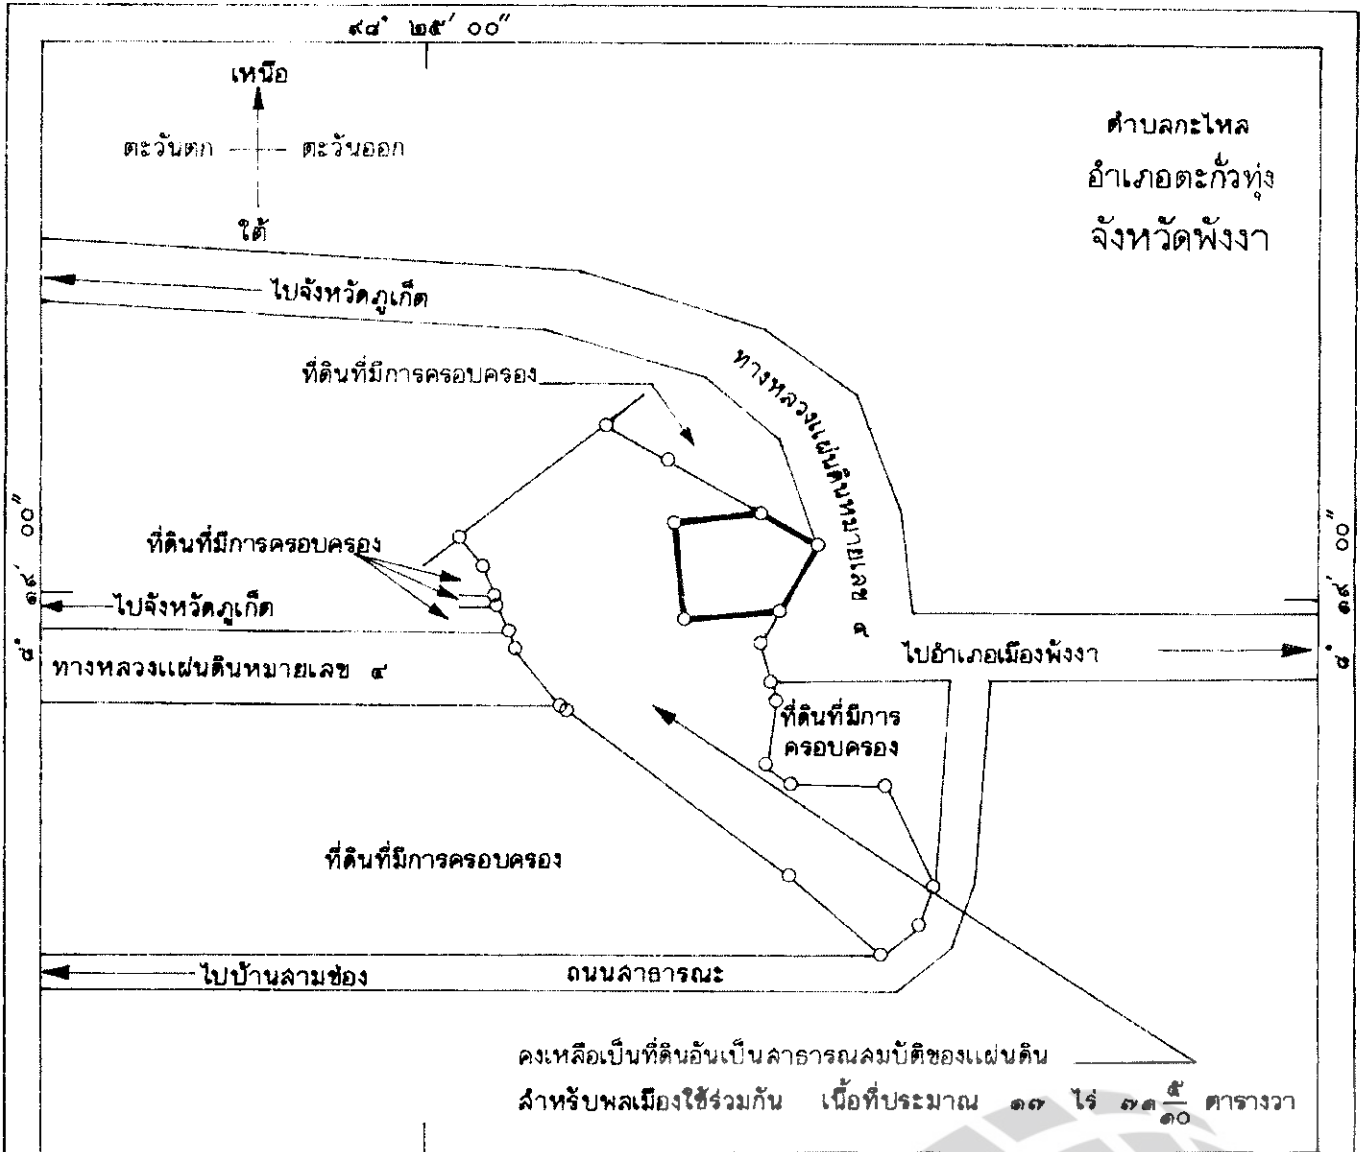 ๙๘° ๒๕′ ๐๐″
เหนือ
ตะวันตก
ตะวันออก
ใต้
ตำบลกะไหล
อำเภอตะกั่วทุ่ง
จังหวัดพังงา
ไปจังหวัดภูเก็ต
ทางหลวงแผ่นดินหมายเลข ๔
ที่ดินที่มีการครอบครอง
๘° ๑๙′ ๐๐″
๘° ๑๙′ ๐๐″
ที่ดินที่มีการครอบครอง
ไปจังหวัดภูเก็ต
ทางหลวงแผ่นดินหมายเลข ๔
ไปอำเภอเมืองพังงา
ที่ดินที่มีการ
ครอบครอง
ที่ดินที่มีการครอบครอง
ไปบ้านสามช่อง
ถนนสาธารณะ
คงเหลือเป็นที่ดินอันเป็นสาธารณสมบัติของแผ่นดิน
สำหรับพลเมืองใช้ร่วมกัน เนื้อที่ประมาณ ๑๗ ไร่ ๗๑ ๕/๑๐ ตารางวา